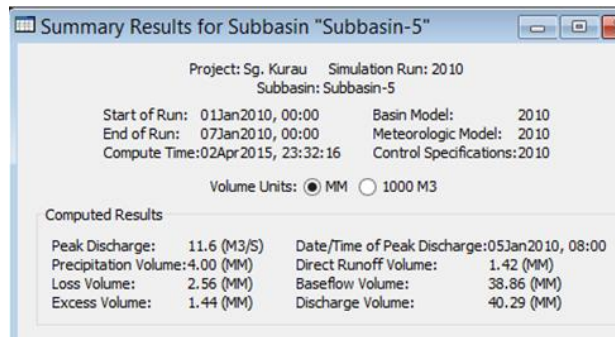 Summary Results for Subbasin "Subbasin-5"
Project: Sg. Kurau Simulation Run: 2010
Subbasin: Subbasin-5
Start of Run: 01Jan2010, 00:00 Basin Model: 2010
End of Run: 07Jan2010, 00:00 Meteorologic Model: 2010
Compute Time:02Apr2015, 23:32:16 Control Specifications:2010
Volume Units: MM 1000 M3
Computed Results
Peak Discharge: 11.6 (M3/S) Date/Time of Peak Discharge:05Jan2010, 08:00
Precipitation Volume:4.00 (MM) Direct Runoff Volume: 1.42 (MM)
Loss Volume: 2.56 (MM) Baseflow Volume: 38.86 (MM)
Excess Volume: 1.44 (MM) Discharge Volume: 40.29 (MM)